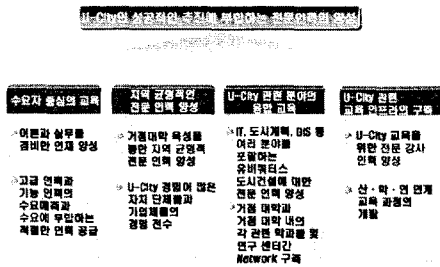 U-City의 성공적인 추진에 부합하는 전문인력의 양성
수요자 중심의 교육
이론과 실무를
겸비한 인재 양성
고급 인력과
기능 인력의
수요예측과
수요에 부합하는
적절한 인력 공급
지역 균형적인
전문 인력 양성
거점대학 육성을
통한 지역 균형적
전문 인력 양성
U-City 경험이 많은
자치 단체들과
기업체들의
경험 전수
U-City 관련 분야의
융합 교육
IT, 도시계획, GIS 등
여러 분야를
포괄하는
유비쿼터스
도시건설에 대한
전문 인력 양성
거점 대학과
거점 대학 내의
각 관련 학과를 및
연구 센터간
Network 구축
U-City 관련
교육 인프라의 구축
U-City 교육을
위한 전문 강사
인력 양성
산·학·연 연계
교육 과정의
개발